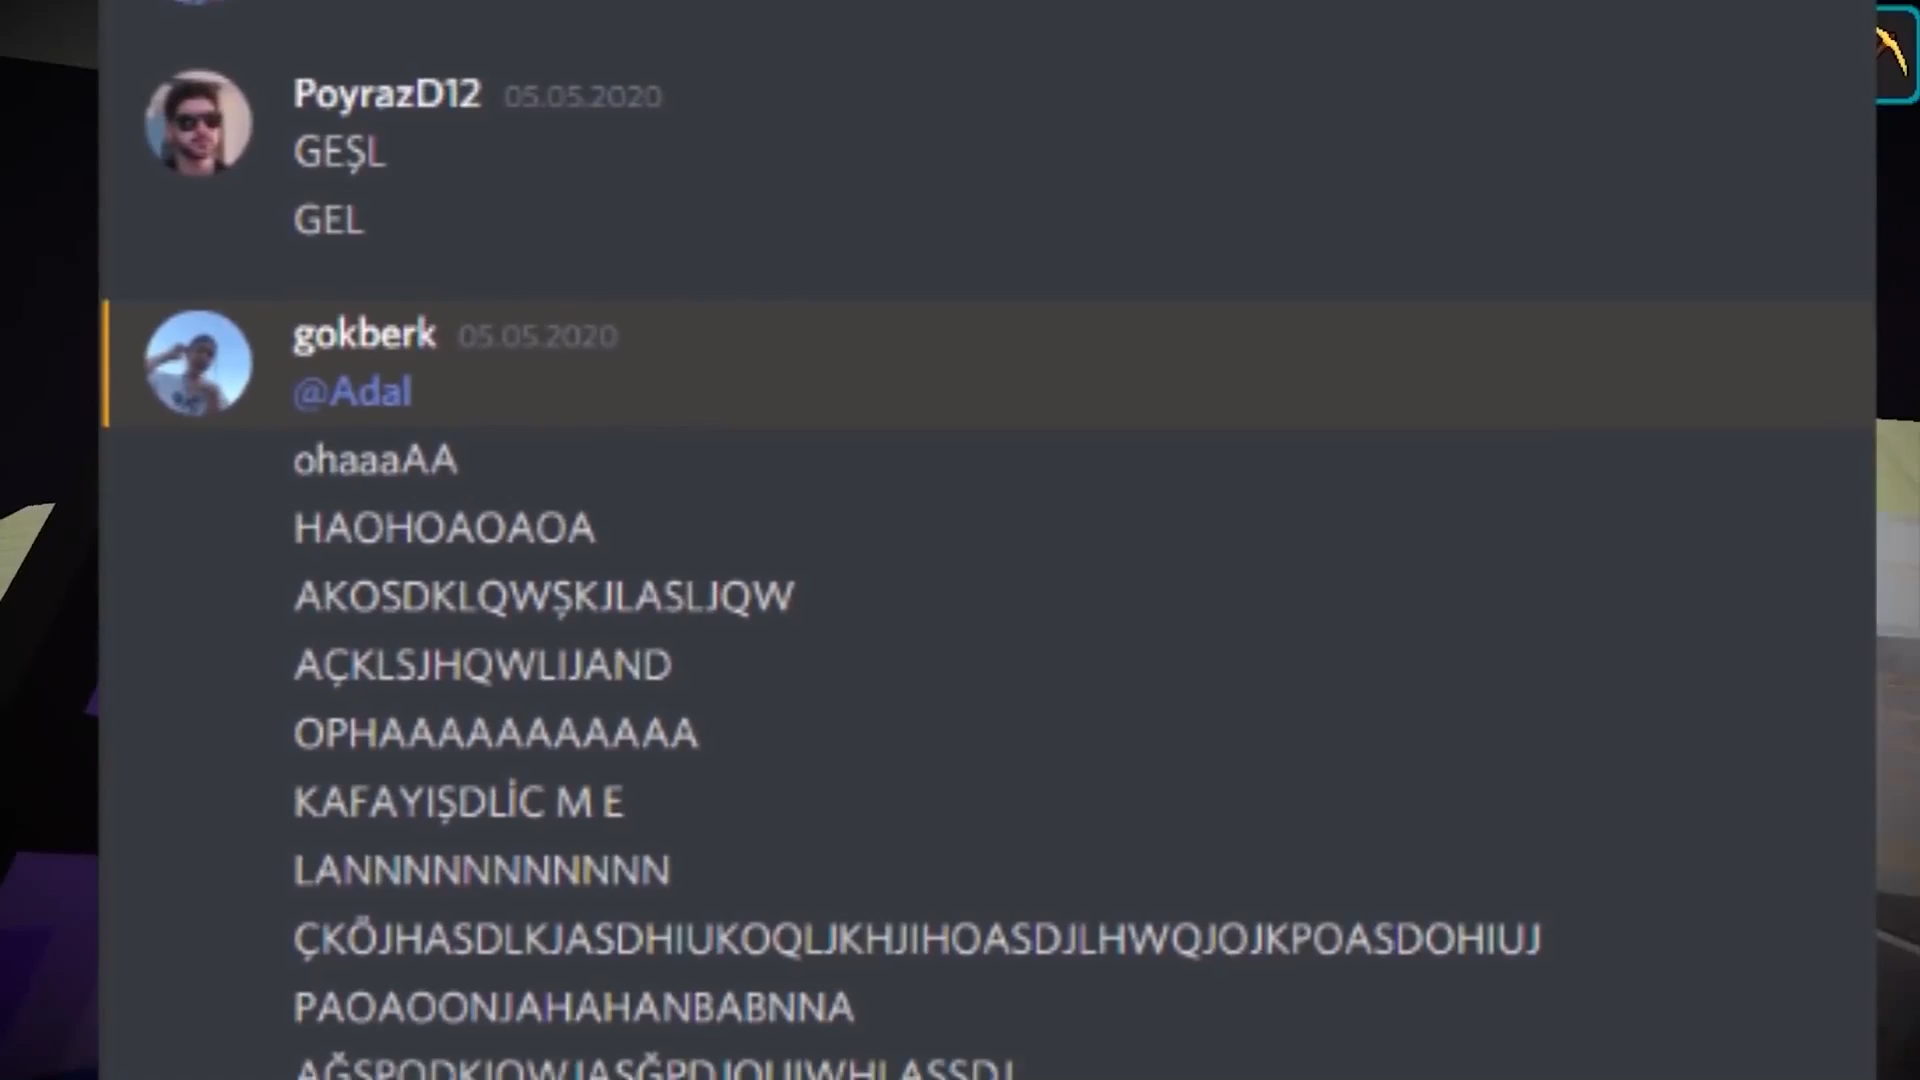 PoyrazD12 05.05.2020
GEŞL
GEL
gokberk 05.05.2020
@Adal
ohaaaAA
HAOHOAOAOA
AKOSDKLQWŞKJLASLJQW
AÇKLSJHQWLIJAND
OPHAAAAAAAAAAA
KAFAYIŞDLİC M E
LANNNNNNNNNNN
ÇKÖJHASDLKJASDHIUKOQLJKHJIHOASDJLHWQJOJKPOASDOHIUJ
PAOAOONJAHAHANBABNNA